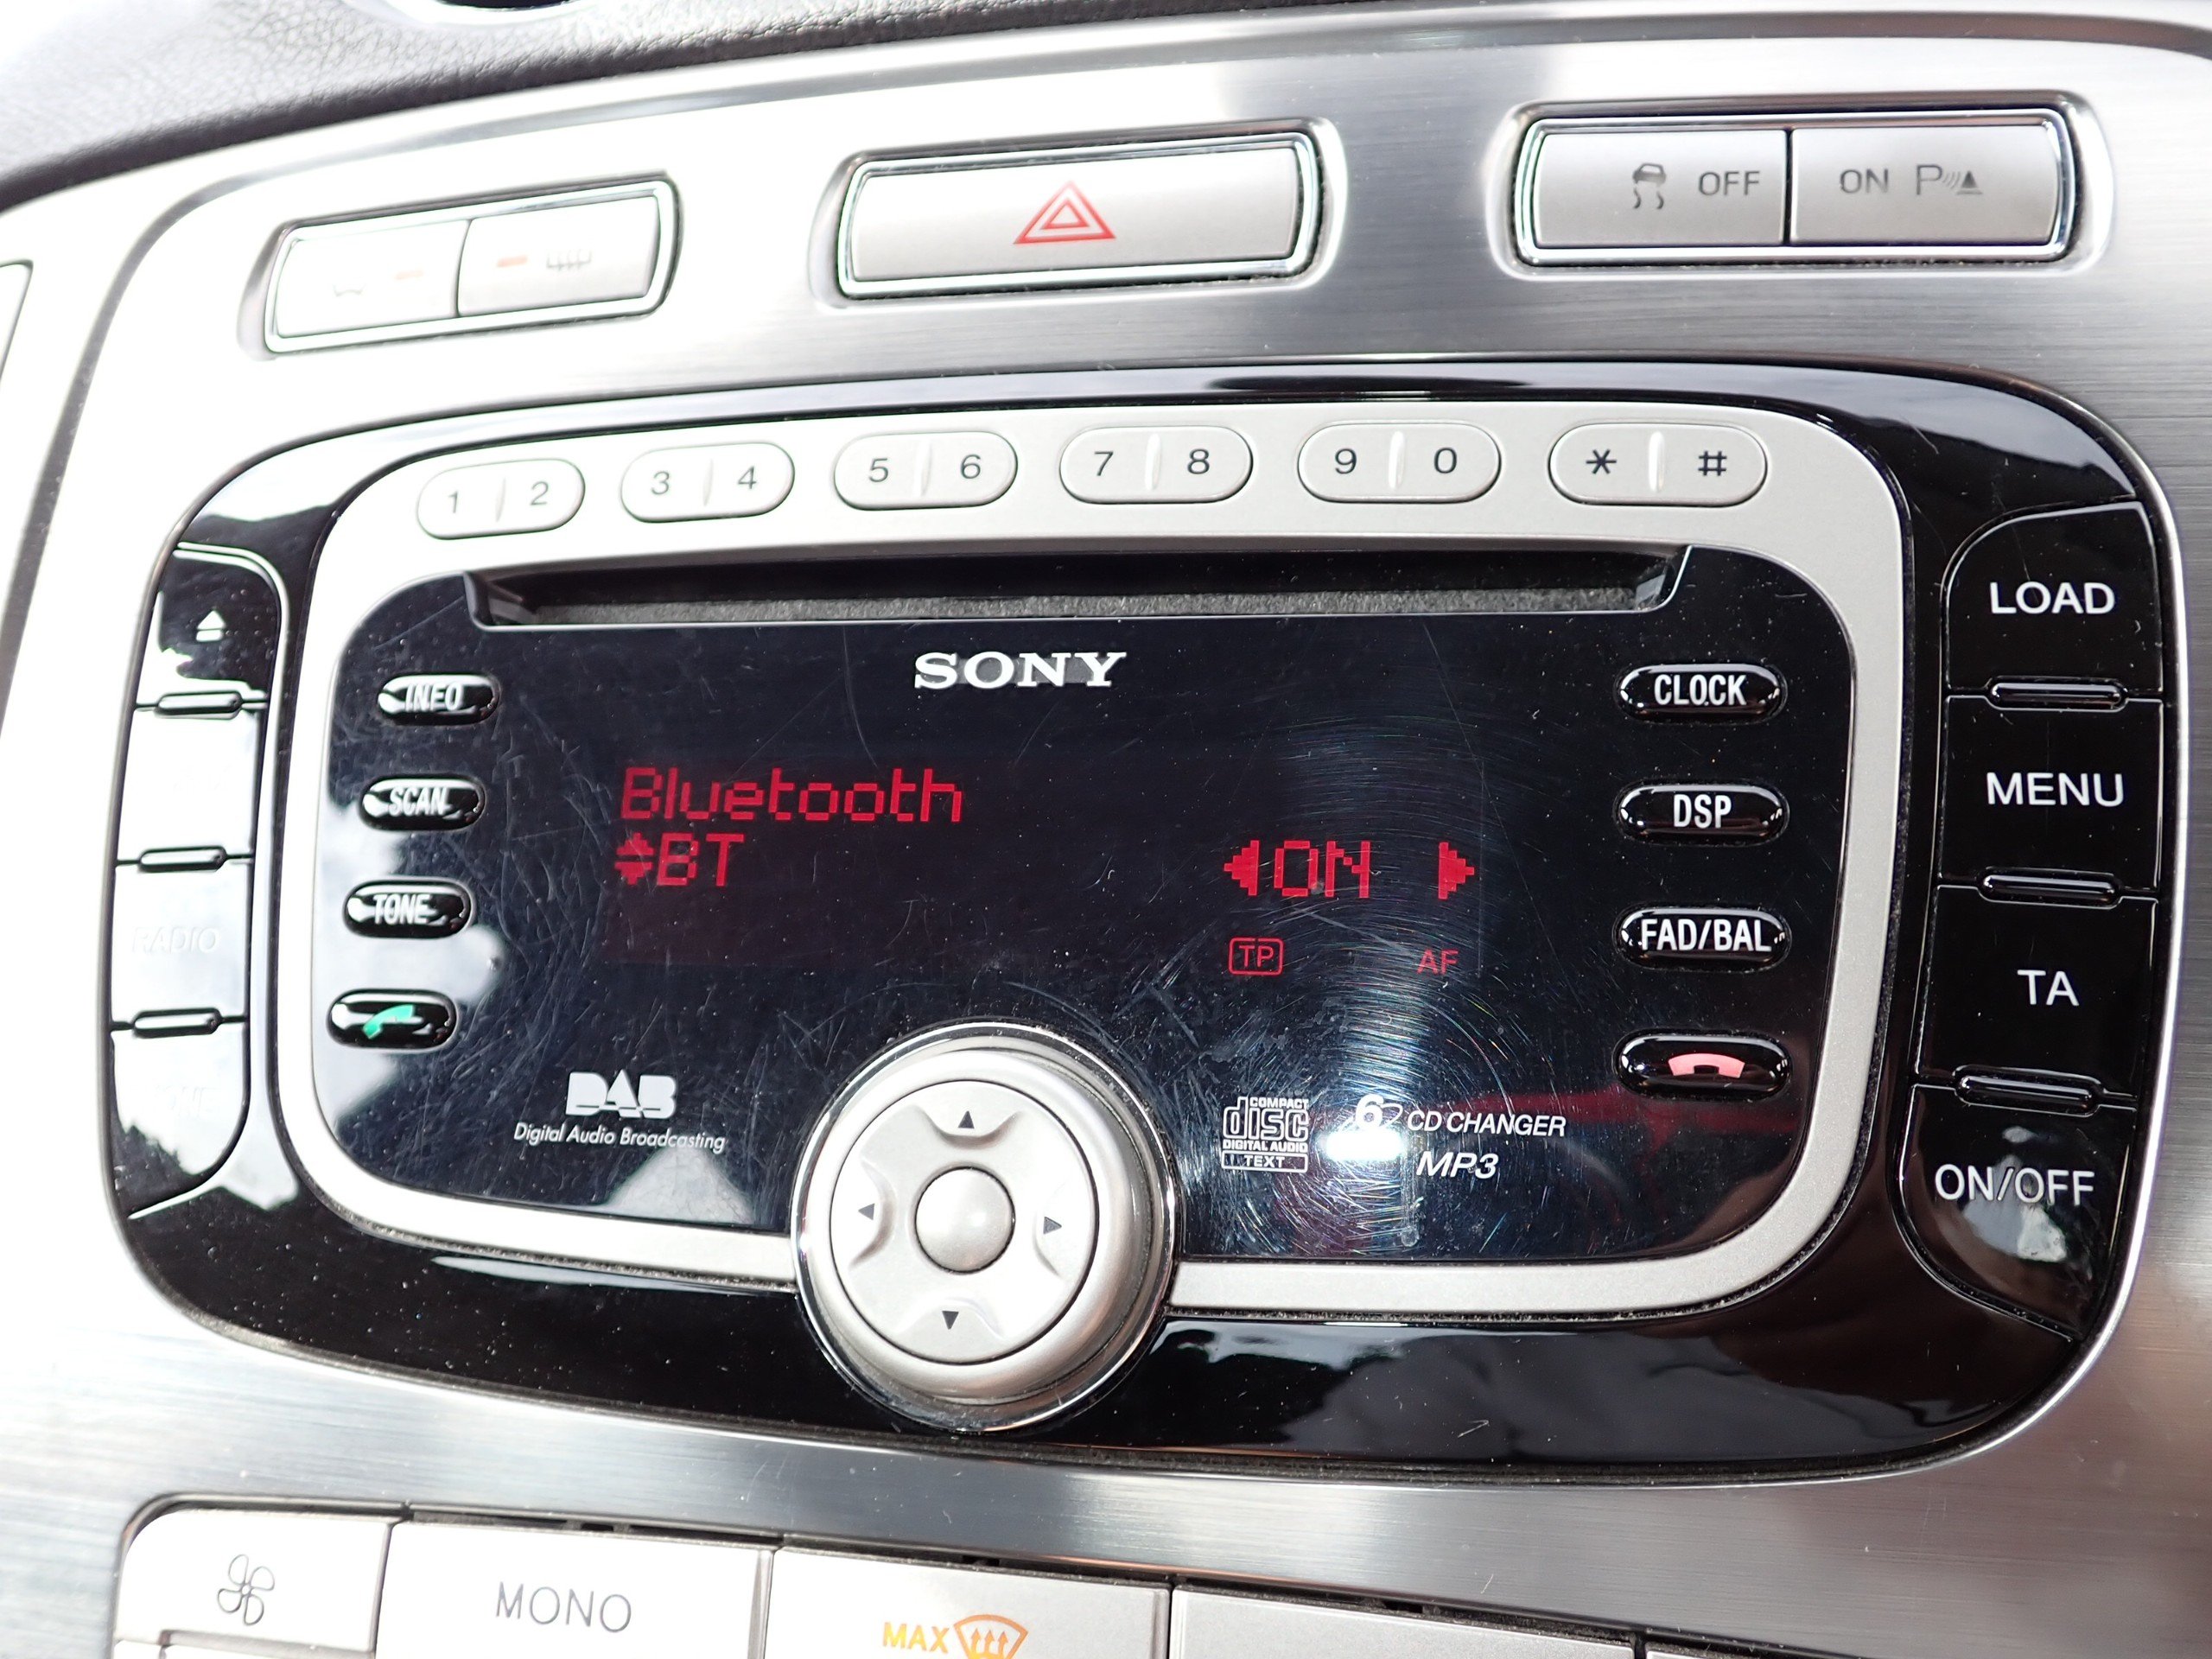 OFF
ON P
1 2 3 4 5 6 7 8 9 0 * #
LOAD
SONY
INFO
CLOCK
Bluetooth
MENU
SCAN
DSP
BT
ON
TONE
FAD/BAL
RADIO
TP
AF
TA
DAB
Digital Audio Broadcasting
COMPACT
disc
DIGITAL AUDIO
TEXT
6 CD CHANGER
MP3
ON/OFF
MONO
MAX